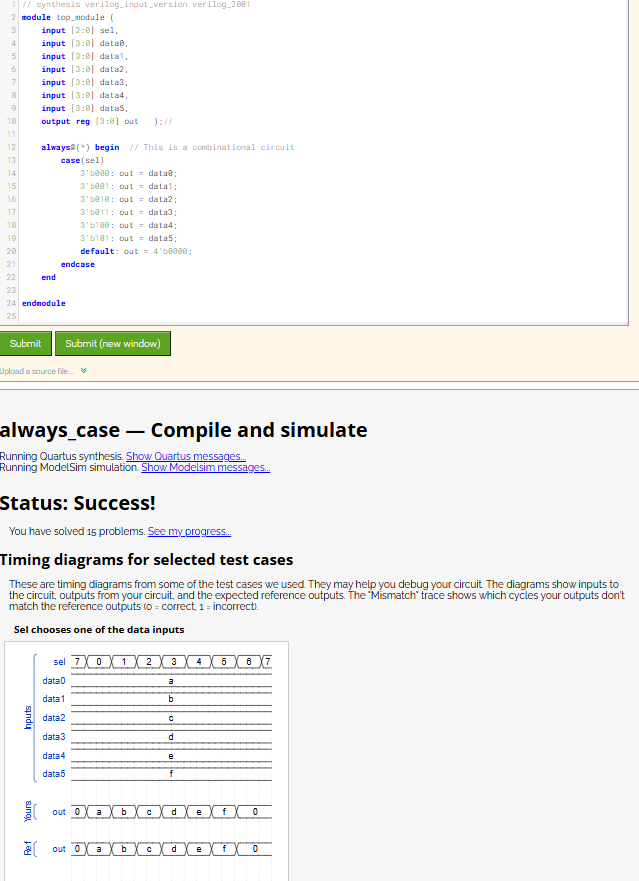 1 // synthesis verilog_input_version verilog_2001
2 module top_module (
3 input [2:0] sel,
4 input [3:0] data0,
5 input [3:0] data1,
6 input [3:0] data2,
7 input [3:0] data3,
8 input [3:0] data4,
9 input [3:0] data5,
10 output reg [3:0] out );//
11
12 always@(*) begin // This is a combinational circuit
13 case(sel)
14 3'b000: out = data0;
15 3'b001: out = data1;
16 3'b010: out = data2;
17 3'b011: out = data3;
18 3'b100: out = data4;
19 3'b101: out = data5;
20 default: out = 4'b0000;
21 endcase
22 end
23
24 endmodule
25
Submit Submit (new window)
Upload a source file...
always_case — Compile and simulate
Running Quartus synthesis. Show Quartus messages...
Running ModelSim simulation. Show Modelsim messages...
Status: Success!
You have solved 15 problems. See my progress...
Timing diagrams for selected test cases
These are timing diagrams from some of the test cases we used. They may help you debug your circuit. The diagrams show inputs to
the circuit, outputs from your circuit, and the expected reference outputs. The "Mismatch" trace shows which cycles your outputs don't
match the reference outputs (0 = correct, 1 = incorrect).
Sel chooses one of the data inputs
Inputs
sel 7 0 1 2 3 4 5 6 7
data0 a
data1 b
data2 c
data3 d
data4 e
data5 f
Yours
out 0 a b c d e f 0
Ref
out 0 a b c d e f 0